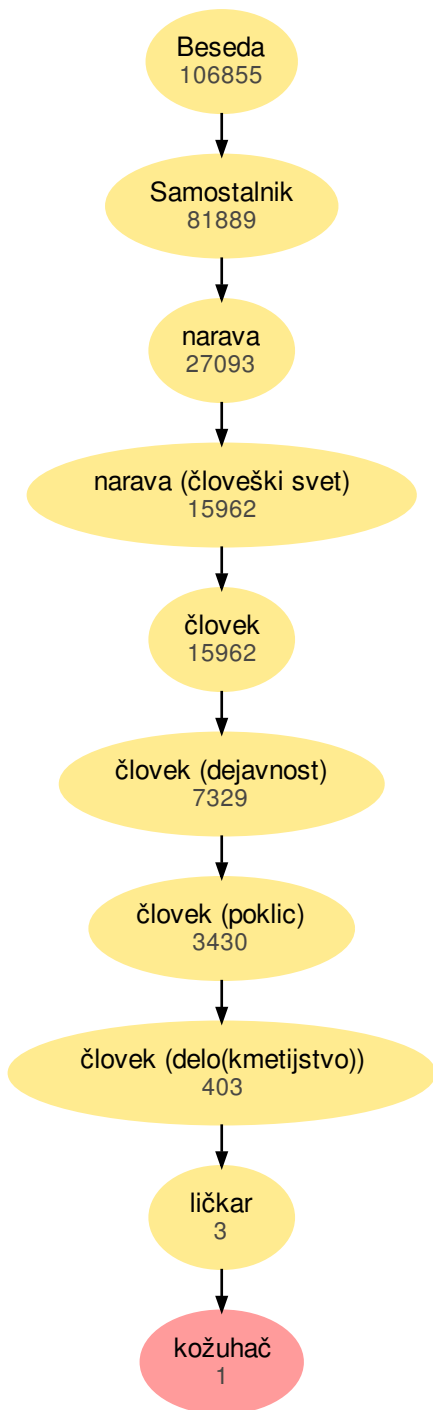 Beseda
106855
Samostalnik
81889
narava
27093
narava (človeški svet)
15962
človek
15962
človek (dejavnost)
7329
človek (poklic)
3430
človek (delo(kmetijstvo))
403
ličkar
3
kožuhač
1